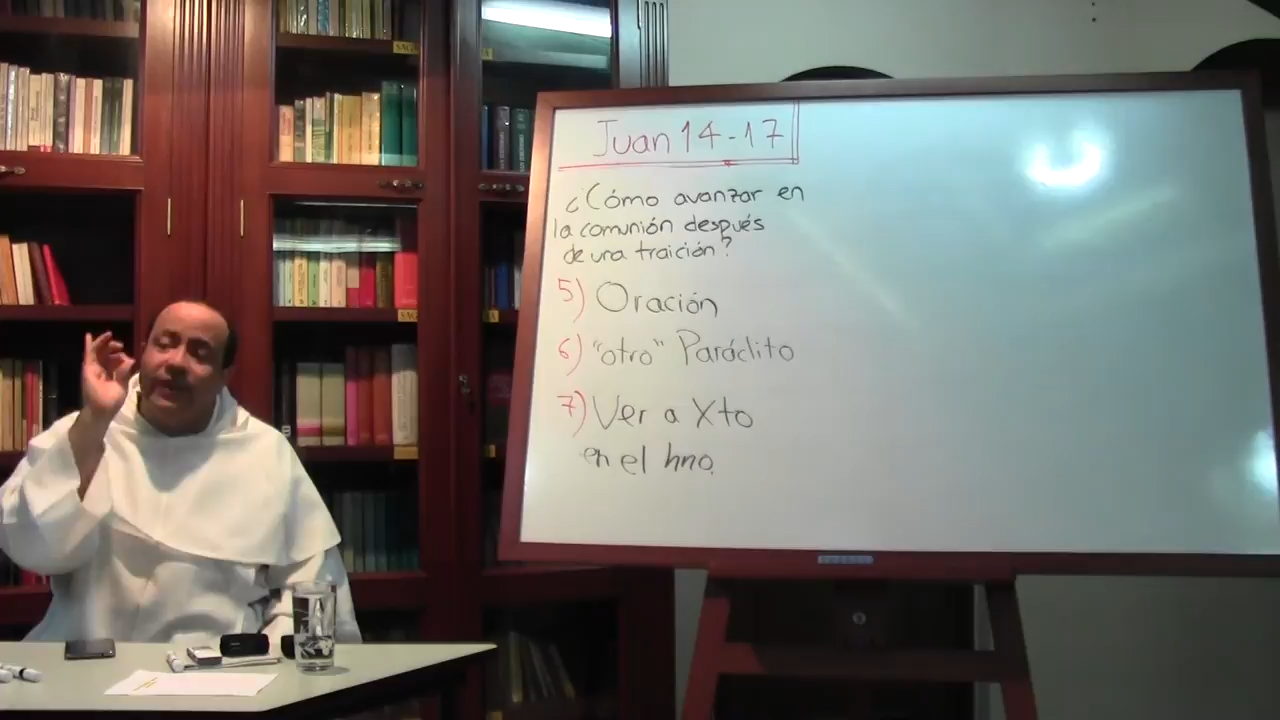 Juan 14-17
¿Cómo avanzar en
la comunión después
de una traición?
5) Oración
6) "otro" Paráclito
7) Ver a Xto
en el hno.